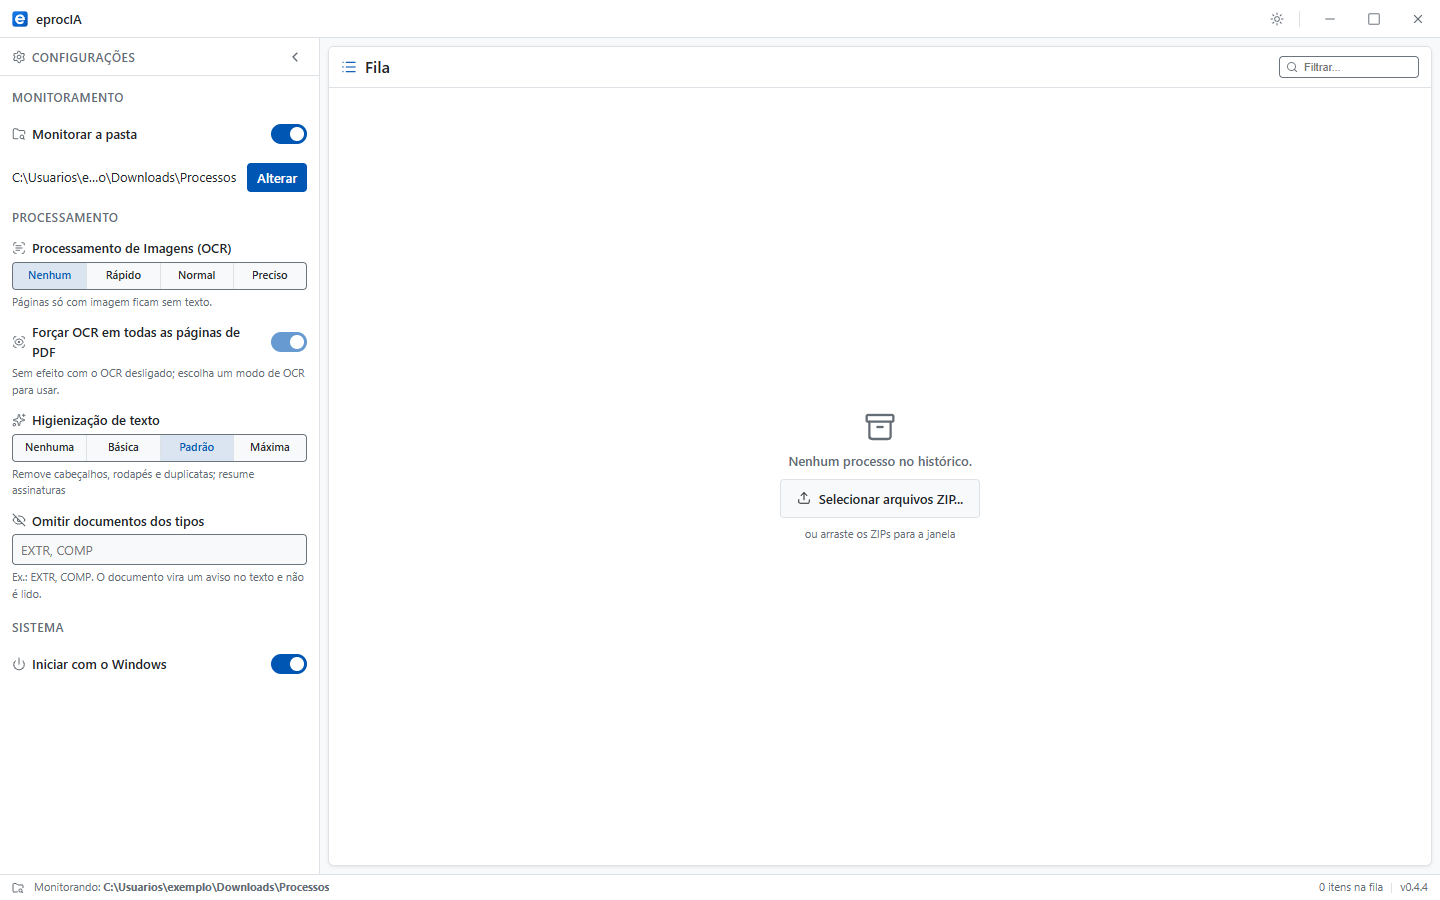 eprocIA
CONFIGURAÇÕES
MONITORAMENTO
Monitorar a pasta
C:\Usuarios\e...o\Downloads\Processos
Alterar
PROCESSAMENTO
Processamento de Imagens (OCR)
Nenhum Rápido Normal Preciso
Páginas só com imagem ficam sem texto.
Forçar OCR em todas as páginas de
PDF
Sem efeito com o OCR desligado; escolha um modo de OCR
para usar.
Higienização de texto
Nenhuma Básica Padrão Máxima
Remove cabeçalhos, rodapés e duplicatas; resume
assinaturas
Omitir documentos dos tipos
EXTR, COMP
Ex.: EXTR, COMP. O documento vira um aviso no texto e não
é lido.
SISTEMA
Iniciar com o Windows
Fila
Filtrar...
Nenhum processo no histórico.
Selecionar arquivos ZIP...
ou arraste os ZIPs para a janela
Monitorando: C:\Usuarios\exemplo\Downloads\Processos
0 itens na fila
v0.4.4